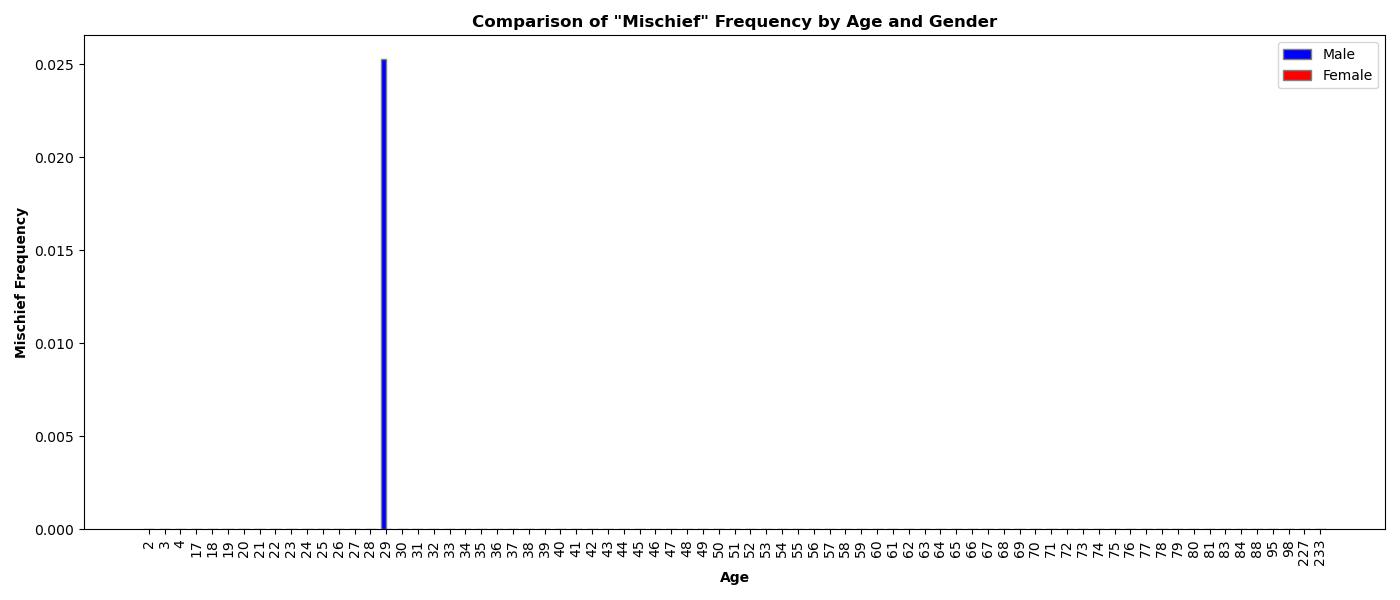 Comparison of "Mischief" Frequency by Age and Gender
Male
Female
0.025
0.020
0.015
0.010
0.005
0.000
Mischief Frequency
2 3 4 17 18 19 20 21 22 23 24 25 26 27 28 29 30 31 32 33 34 35 36 37 38 39 40 41 42 43 44 45 46 47 48 49 50 51 52 53 54 55 56 57 58 59 60 61 62 63 64 65 66 67 68 69 70 71 72 73 74 75 76 77 78 79 80 81 83 84 88 95 98 227 233
Age